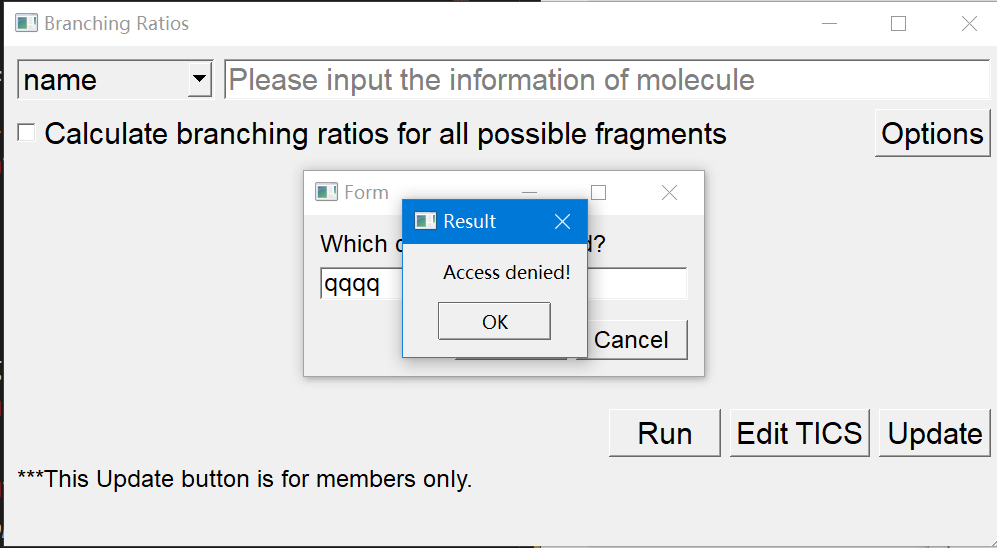 Branching Ratios
name
Please input the information of molecule
Calculate branching ratios for all possible fragments
Options
Form
Which
Result
Access denied!
OK
qqqq
Cancel
Run
Edit TICS
Update
***This Update button is for members only.